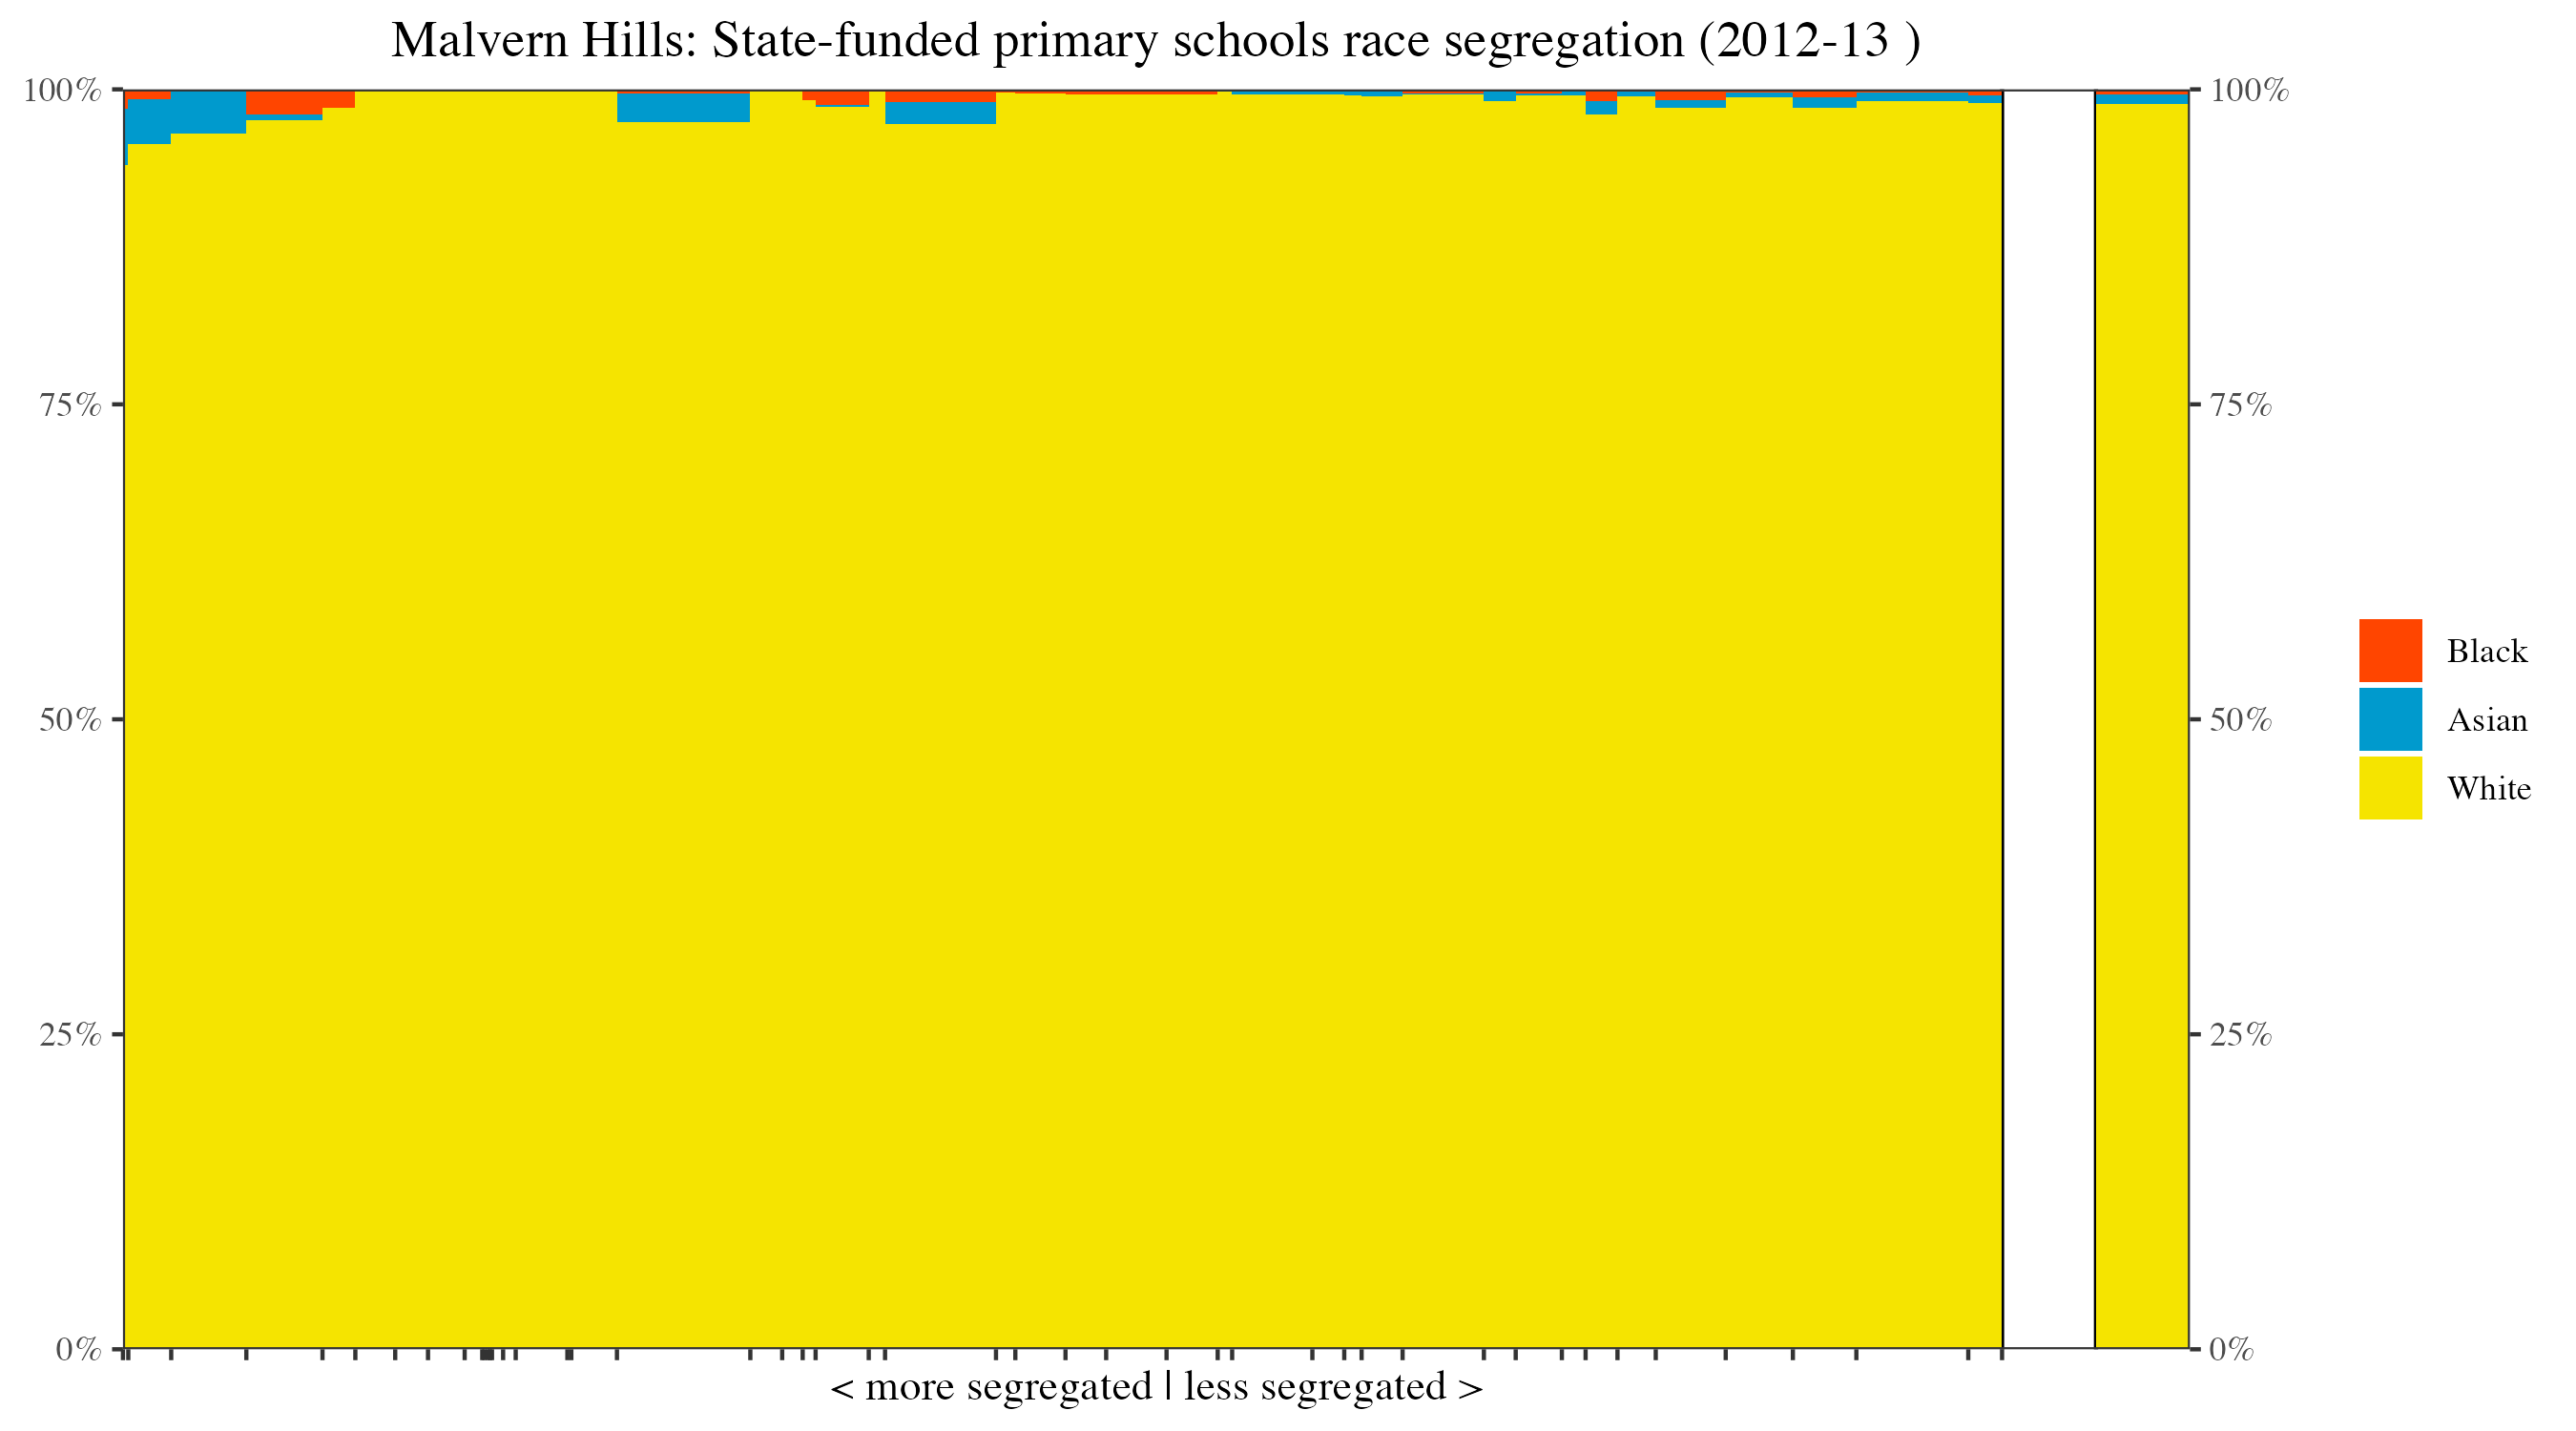 Malvern Hills: State-funded primary schools race segregation (2012-13 )
100%
75%
50%
25%
0%
100%
75%
50%
25%
0%
Black
Asian
White
< more segregated | less segregated >